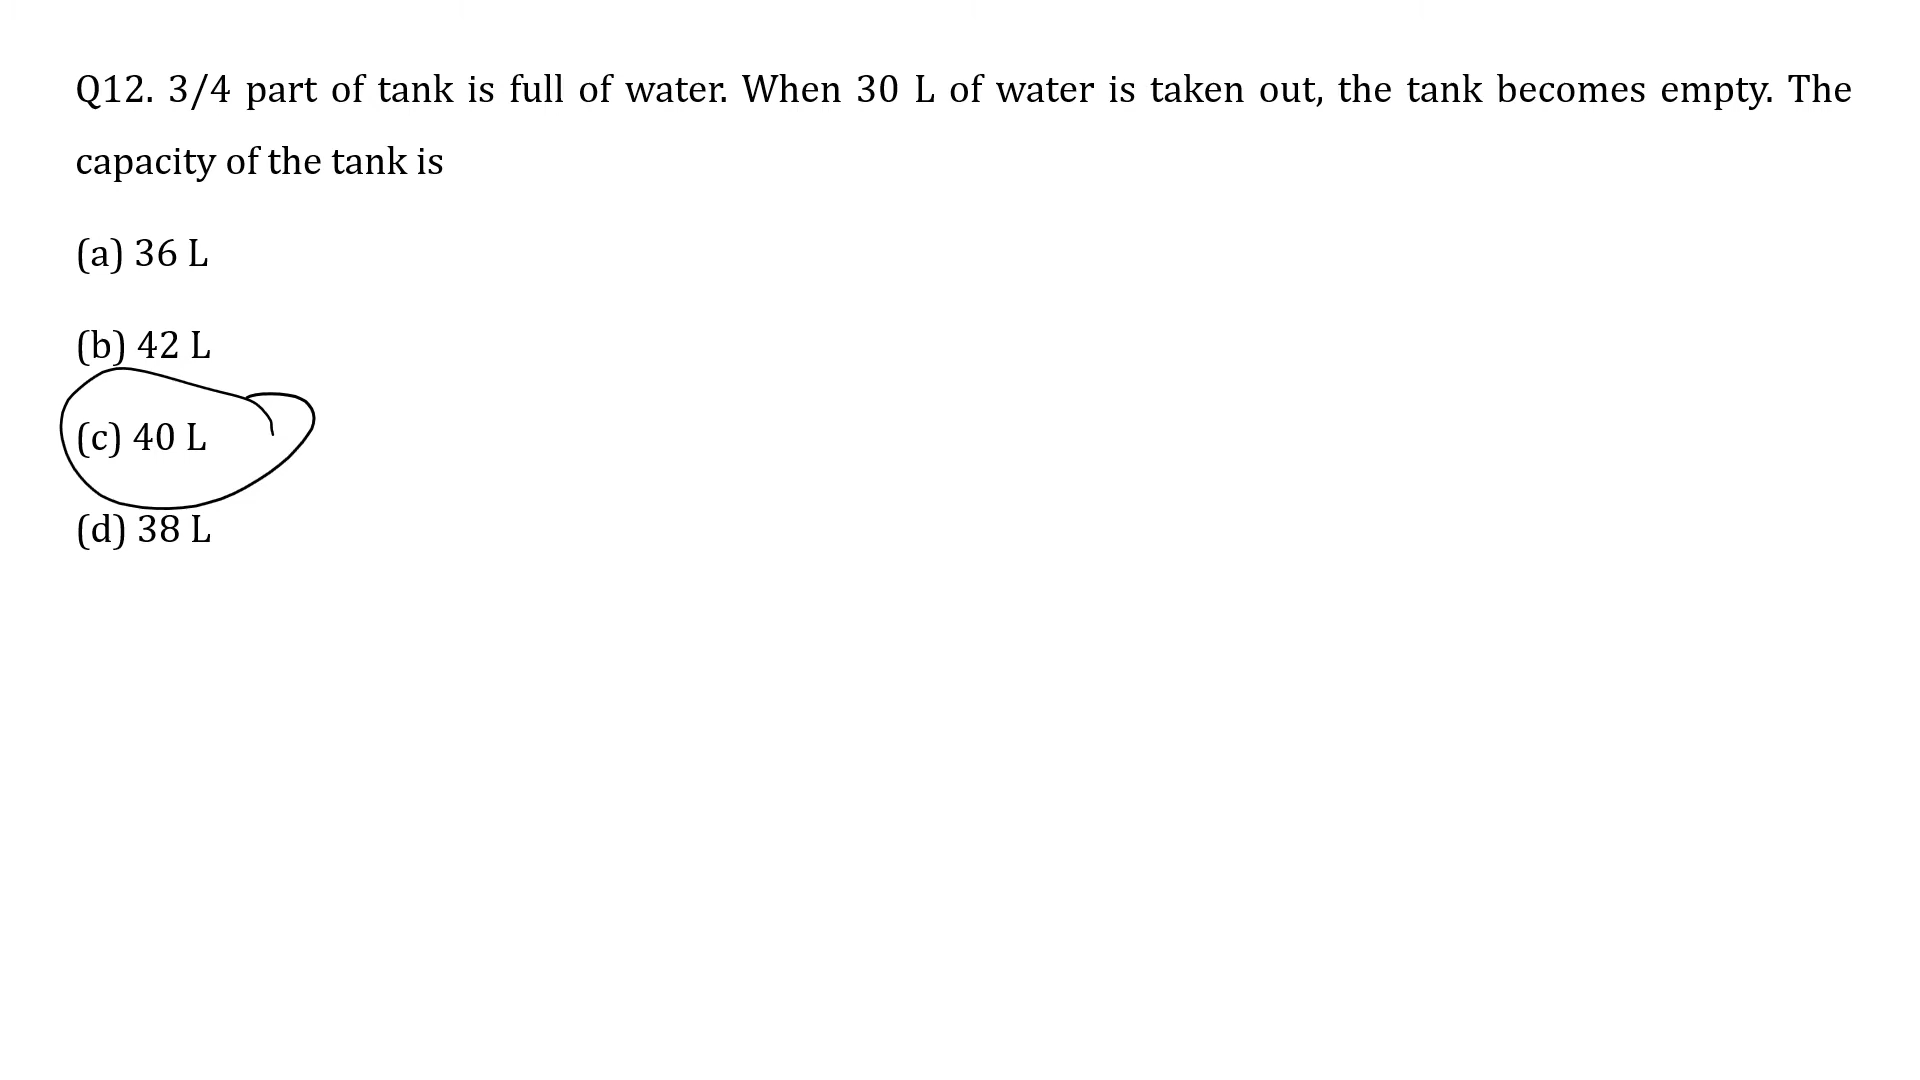 Q12. 3/4 part of tank is full of water. When 30 L of water is taken out, the tank becomes empty. The
capacity of the tank is
(a) 36 L
(b) 42 L
(c) 40 L
(d) 38 L